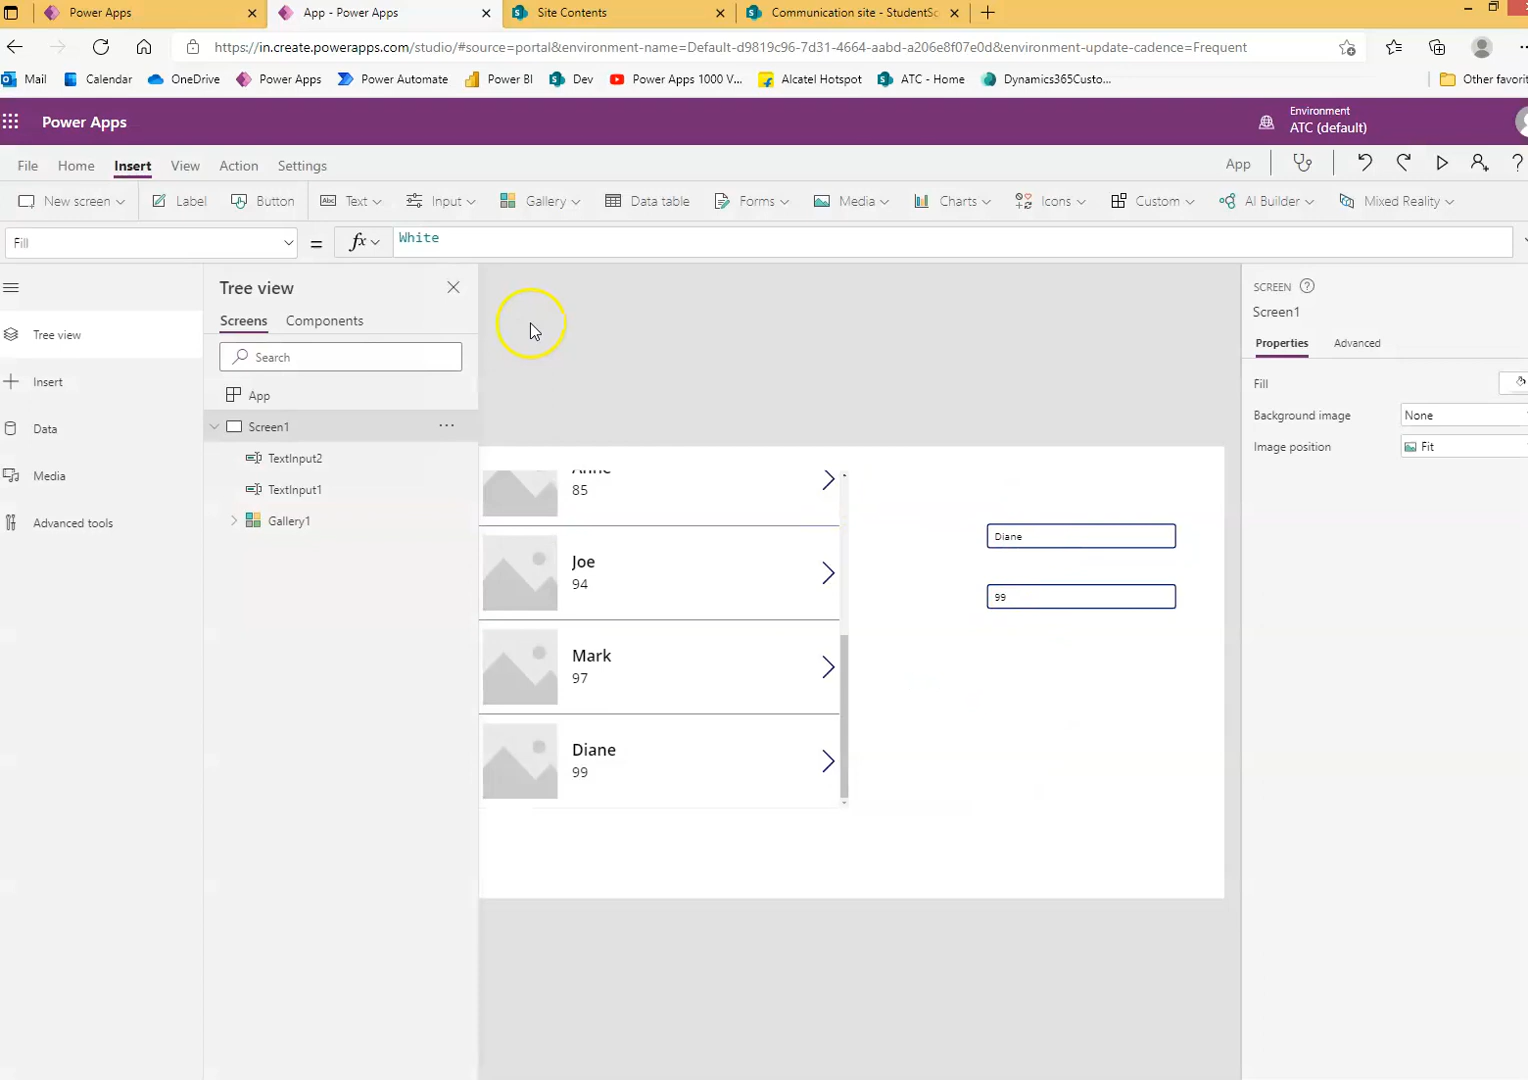 Power Apps
App - Power Apps
Site Contents
Communication site - StudentSc
https://in.create.powerapps.com/studio/#source=portal&environment-name=Default-d9819c96-7d31-4664-aabd-a206e8f07e0d&environment-update-cadence=Frequent
Mail
Calendar
OneDrive
Power Apps
Power Automate
Power BI
Dev
Power Apps 1000 V...
Alcatel Hotspot
ATC - Home
Dynamics365Custo...
Other favorit
Power Apps
Environment
ATC (default)
File
Home
Insert
View
Action
Settings
App
New screen
Label
Button
Abc
Text
Input
Gallery
Data table
Forms
Media
Charts
Icons
Custom
AI Builder
Mixed Reality
Fill
=
fx
White
Tree view
Insert
Data
Media
Advanced tools
Tree view
Screens
Components
Search
App
Screen1
TextInput2
TextInput1
Gallery1
Anne
85
Joe
94
Mark
97
Diane
99
Diane
99
SCREEN
Screen1
Properties
Advanced
Fill
Background image
None
Image position
Fit